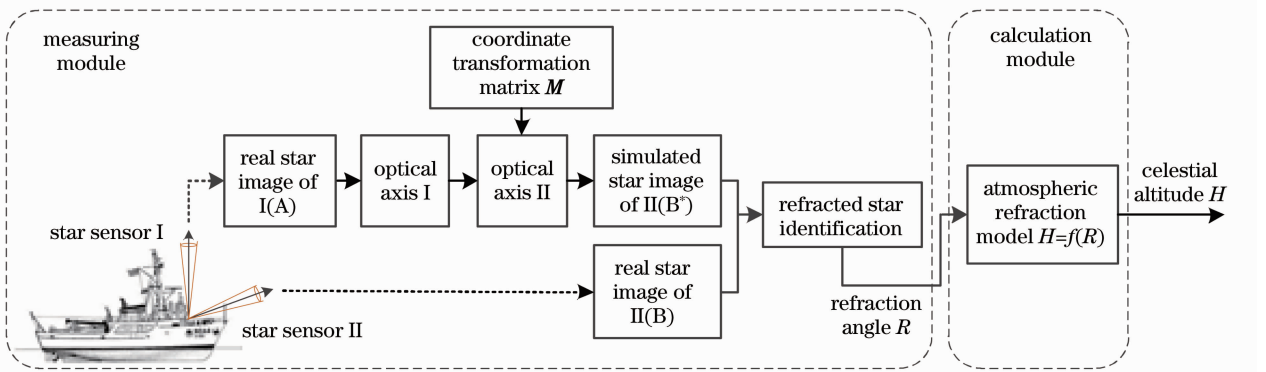 measuring
module
coordinate
transformation
matrix M
calculation
module
real star
image of
I(A)
optical
axis I
optical
axis II
simulated
star image
of II(B*)
refracted star
identification
atmospheric
refraction
model H=f(R)
celestial
altitude H
star sensor I
real star
image of
II(B)
star sensor II
refraction
angle R